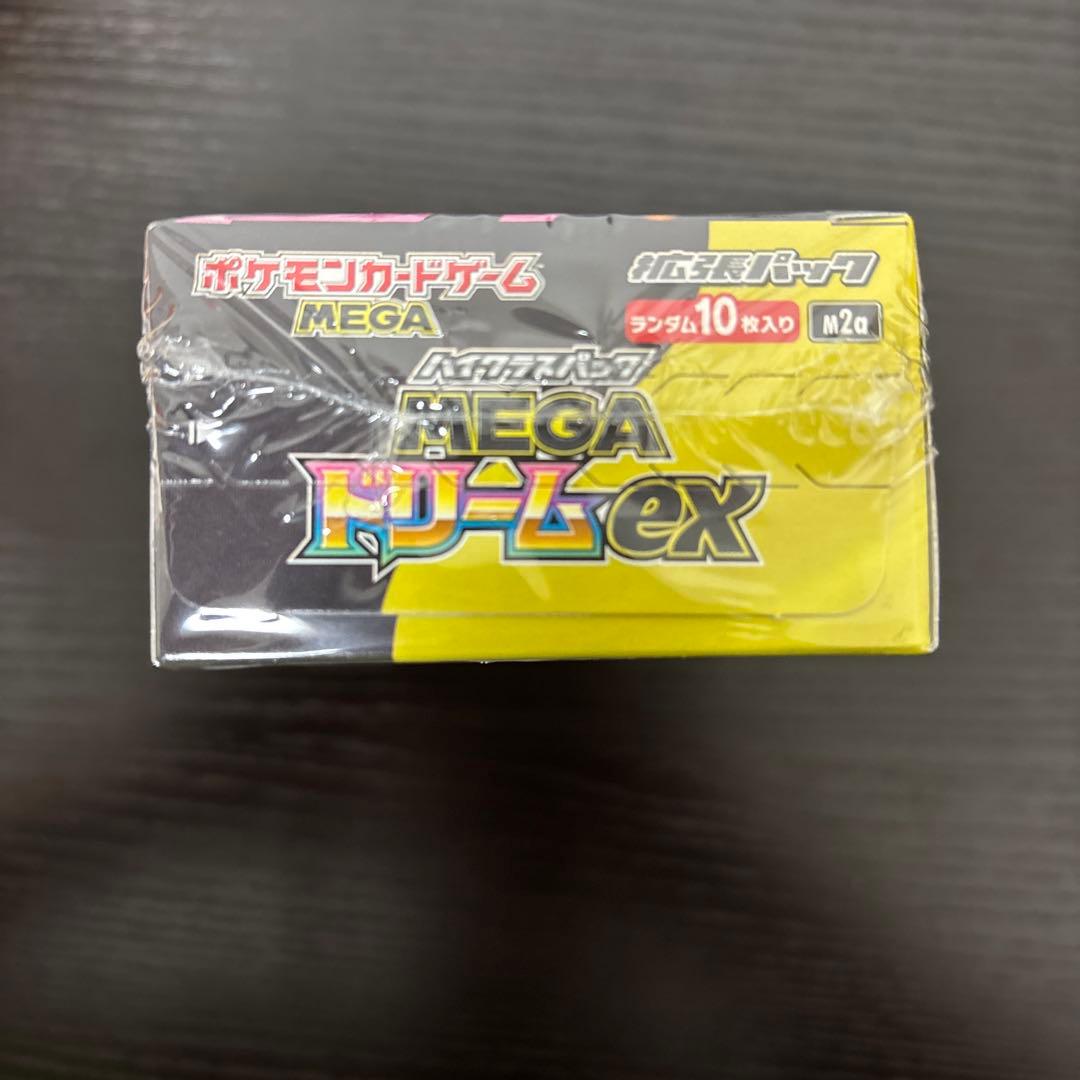 ポケモンカードゲーム
MEGA
拡張パック
ランダム10枚入り
M2a
ハイクラスパック
MEGA
ドリームex